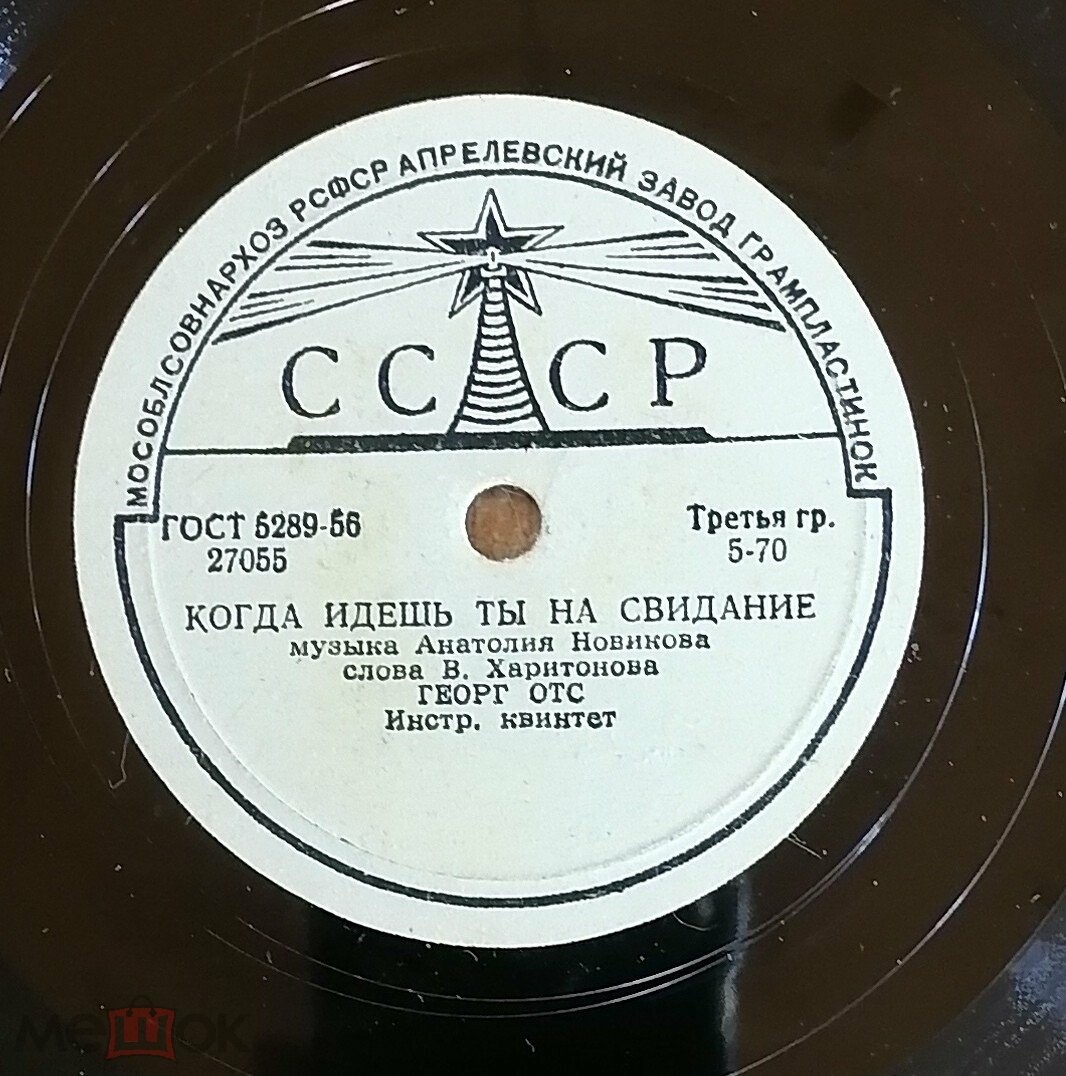 МОСОБЛСОВНАРХОЗ РСФСР АПРЕЛЕВСКИЙ ЗАВОД ГРАМПЛАСТИНОК
СССР
ГОСТ 5289-56
27055
Третья гр.
5-70
КОГДА ИДЕШЬ ТЫ НА СВИДАНИЕ
музыка Анатолия Новикова
слова В. Харитонова
ГЕОРГ ОТС
Инстр. квинтет
мешок